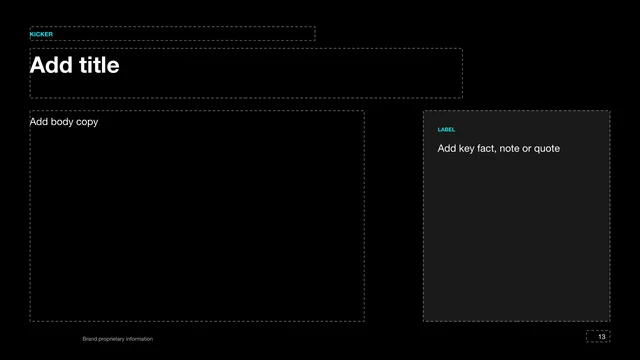 KICKER
Add title
Add body copy
LABEL
Add key fact, note or quote
Brand proprietary information
13